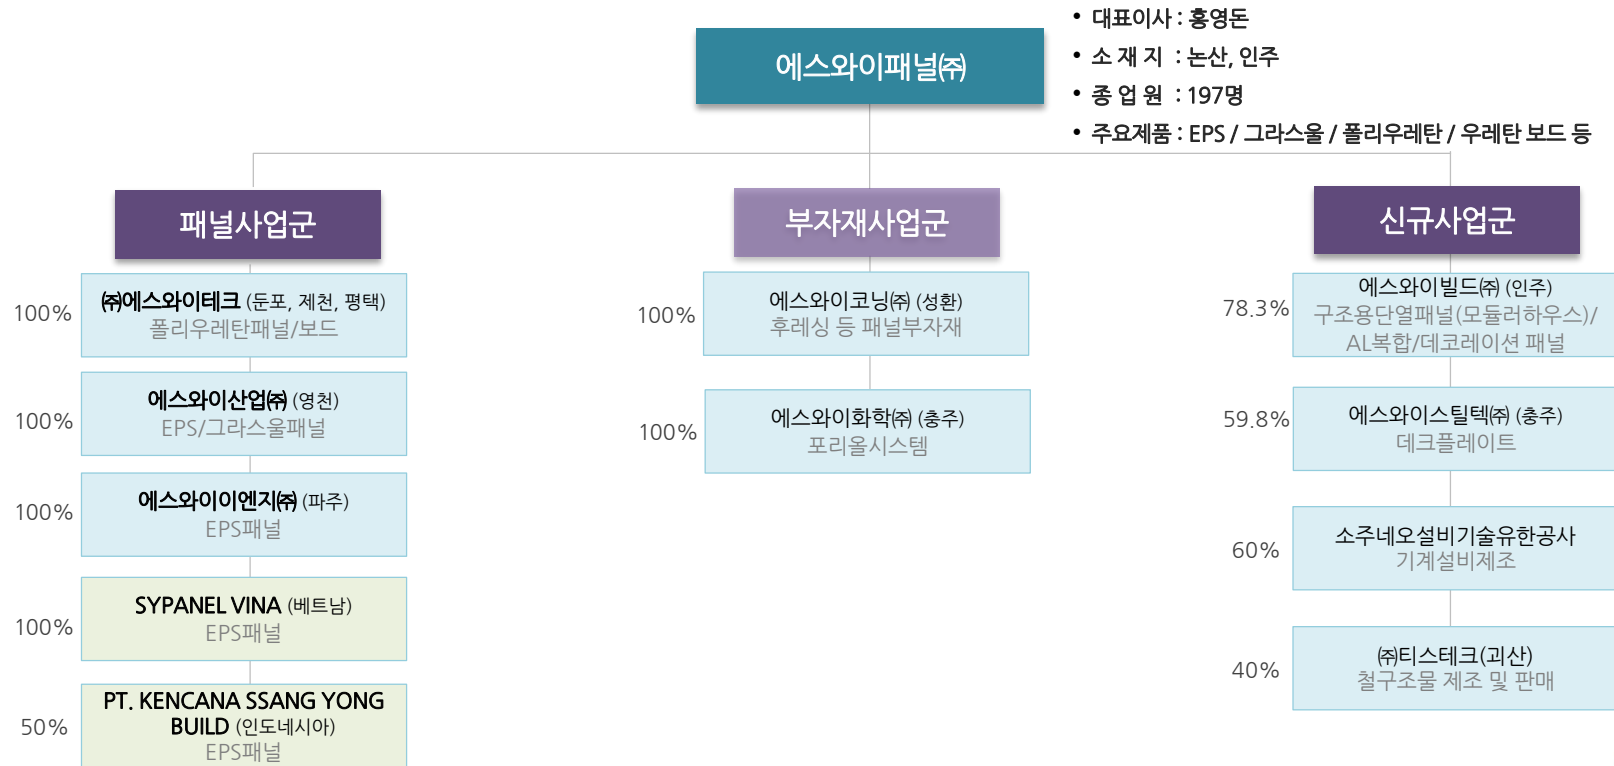 에스와이패널㈜
• 대표이사 : 홍영돈
• 소 재 지 : 논산, 인주
• 종 업 원 : 197명
• 주요제품 : EPS / 그라스울 / 폴리우레탄 / 우레탄 보드 등
패널사업군
100%
㈜에스와이테크 (둔포, 제천, 평택)
폴리우레탄패널/보드
100%
에스와이산업㈜ (영천)
EPS/그라스울패널
100%
에스와이이엔지㈜ (파주)
EPS패널
100%
SYPANEL VINA (베트남)
EPS패널
50%
PT. KENCANA SSANG YONG
BUILD (인도네시아)
EPS패널
부자재사업군
100%
에스와이코닝㈜ (성환)
후레싱 등 패널부자재
100%
에스와이화학㈜ (충주)
포리올시스템
신규사업군
78.3%
에스와이빌드㈜ (인주)
구조용단열패널(모듈러하우스)/
AL복합/데코레이션 패널
59.8%
에스와이스틸텍㈜ (충주)
데크플레이트
60%
소주네오설비기술유한공사
기계설비제조
40%
㈜티스테크(괴산)
철구조물 제조 및 판매